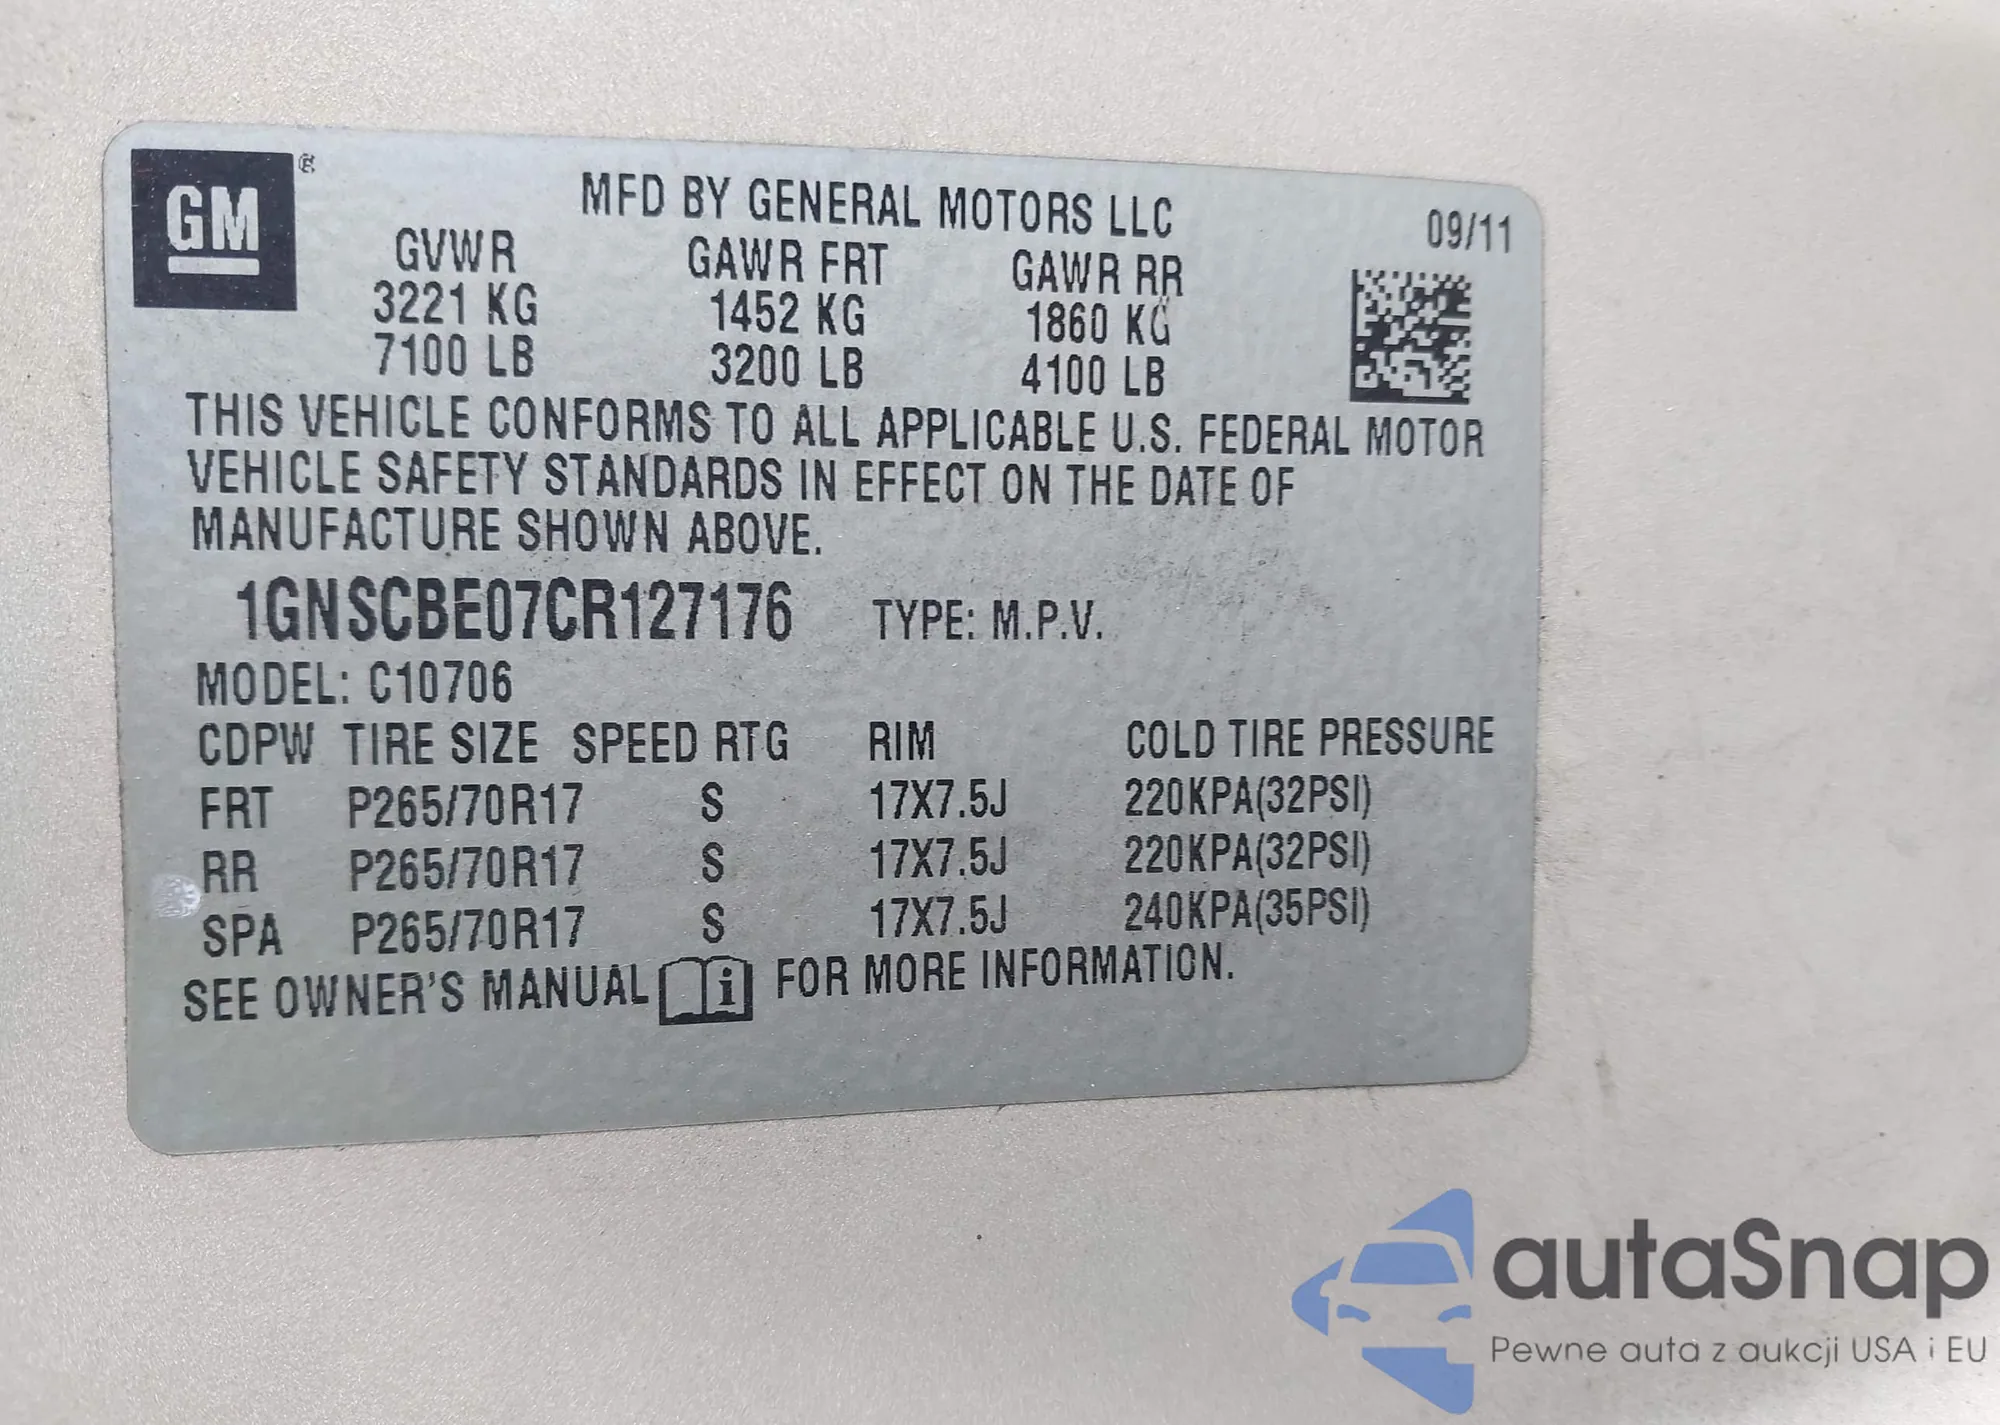 GM ®
MFD BY GENERAL MOTORS LLC 09/11
GVWR GAWR FRT GAWR RR
3221 KG 1452 KG 1860 KG
7100 LB 3200 LB 4100 LB
THIS VEHICLE CONFORMS TO ALL APPLICABLE U.S. FEDERAL MOTOR
VEHICLE SAFETY STANDARDS IN EFFECT ON THE DATE OF
MANUFACTURE SHOWN ABOVE.
1GNSCBE07CR127176 TYPE: M.P.V.
MODEL: C10706
CDPW TIRE SIZE SPEED RTG RIM COLD TIRE PRESSURE
FRT P265/70R17 S 17X7.5J 220KPA(32PSI)
RR P265/70R17 S 17X7.5J 220KPA(32PSI)
SPA P265/70R17 S 17X7.5J 240KPA(35PSI)
SEE OWNER'S MANUAL i FOR MORE INFORMATION.
autaSnap
Pewne auta z aukcji USA i EU